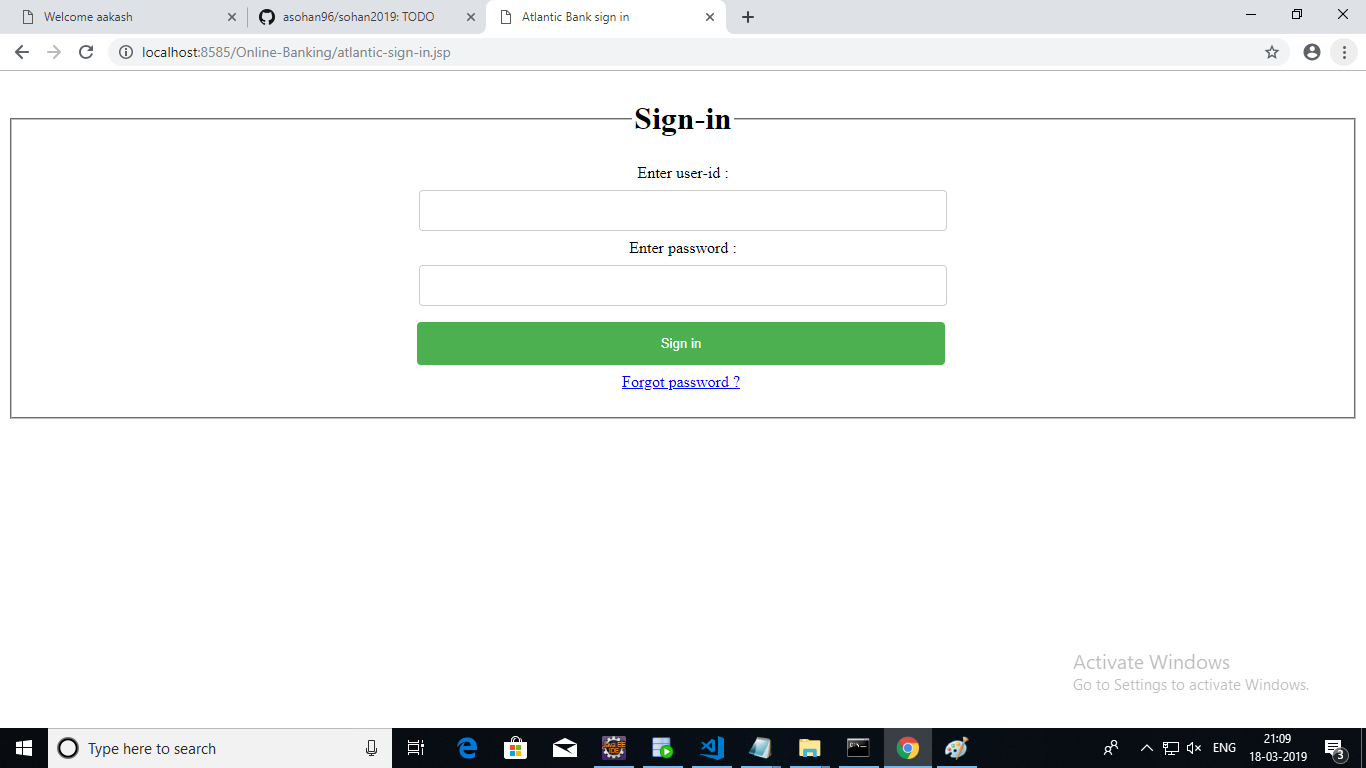 Welcome aakash
asohan96/sohan2019: TODO
Atlantic Bank sign in
localhost:8585/Online-Banking/atlantic-sign-in.jsp
Sign-in
Enter user-id :
Enter password :
Sign in
Forgot password ?
Activate Windows
Go to Settings to activate Windows.
Type here to search
ENG
21:09
18-03-2019
3